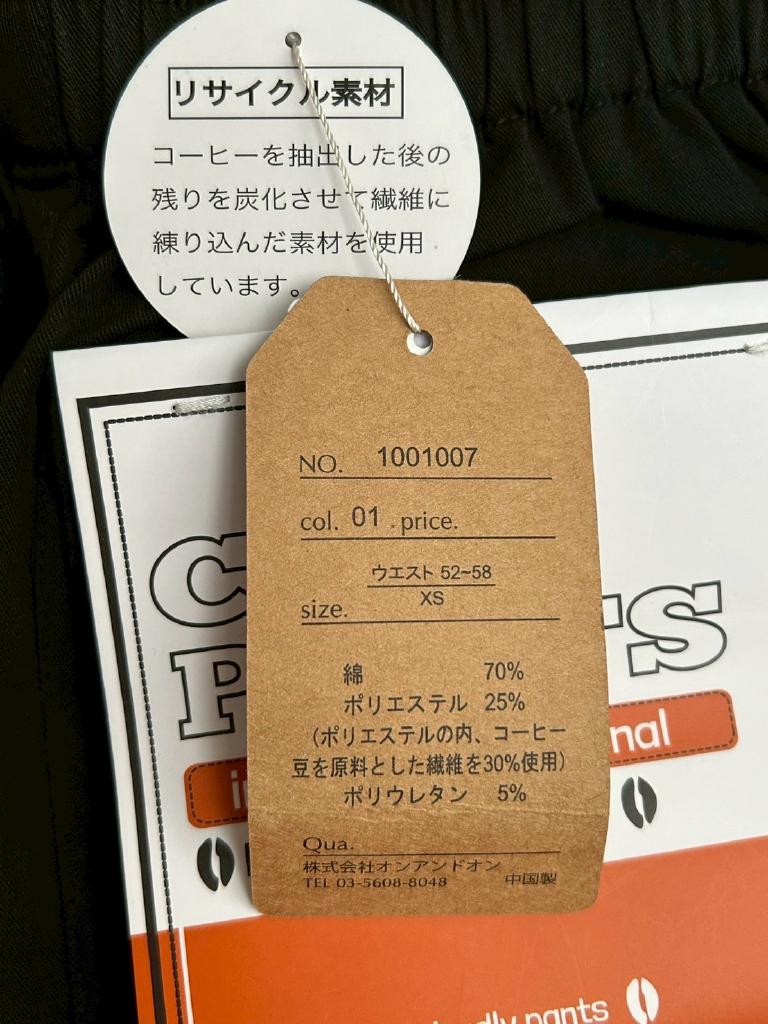 リサイクル素材
コーヒーを抽出した後の
残りを炭化させて繊維に
練り込んだ素材を使用
しています。
NO. 1001007
col. 01 .price.
ウエスト 52~58
XS
size.
綿 70%
ポリエステル 25%
(ポリエステルの内、コーヒー
豆を原料とした繊維を30%使用)
ポリウレタン 5%
Qua.
株式会社オンアンドオン
TEL 03-5608-8048 中国製
pants